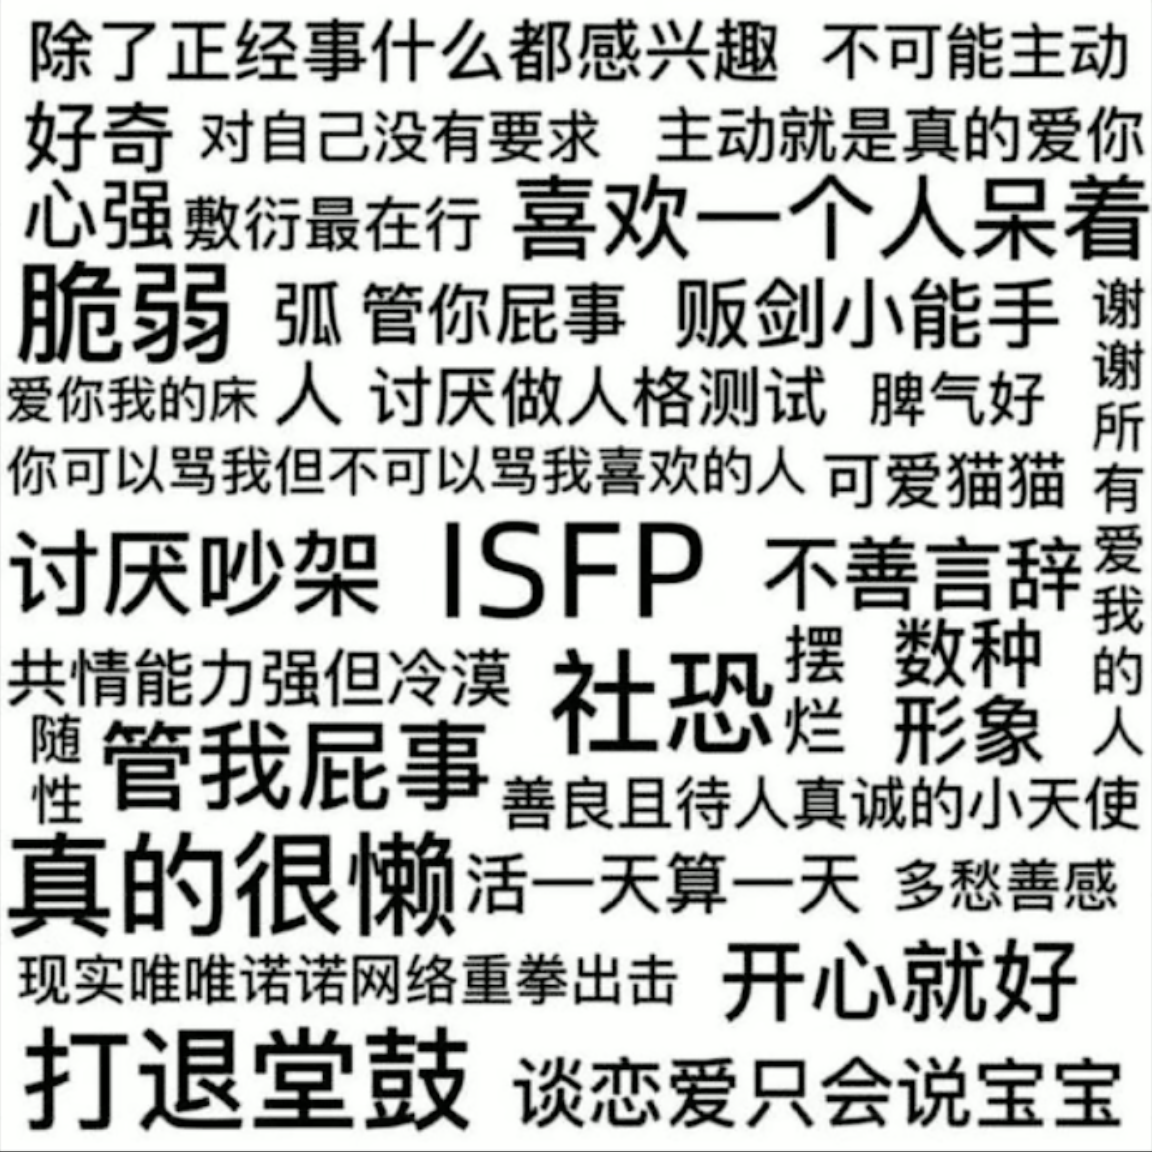 除了正经事什么都感兴趣
不可能主动
好奇心强
对自己没有要求
主动就是真的爱你
敷衍最在行
喜欢一个人呆着
脆弱
弧
管你屁事
贩剑小能手
谢谢所有爱我的人
爱你我的床
人
讨厌做人格测试
脾气好
你可以骂我但不可以骂我喜欢的人
可爱猫猫
讨厌吵架
ISFP
不善言辞
共情能力强但冷漠
社恐
摆烂
数种形象
随性
管我屁事
善良且待人真诚的小天使
真的很懒
活一天算一天
多愁善感
现实唯唯诺诺网络重拳出击
开心就好
打退堂鼓
谈恋爱只会说宝宝